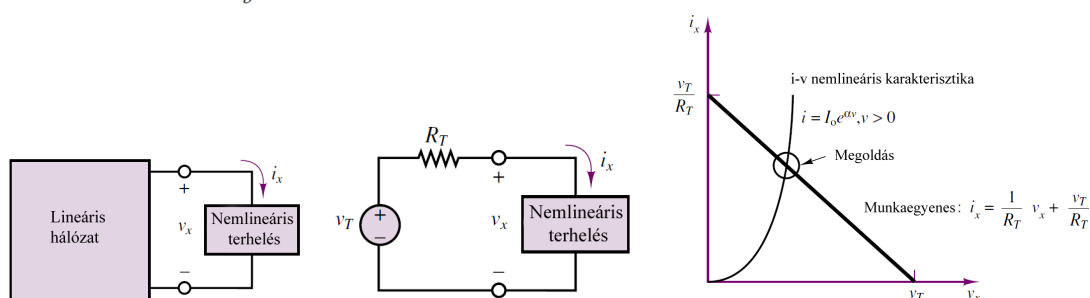 g
Lineáris
hálózat
+
v_x
−
i_x
Nemlineáris
terhelés
R_T
v_T
+
−
+
v_x
−
i_x
Nemlineáris
terhelés
i_x
v_T
R_T
i-v nemlineáris karakterisztika
i = I_o e^{αv}, v > 0
Megoldás
Munkaegyenes: i_x = 1/R_T v_x + v_T/R_T
v_T
v_x